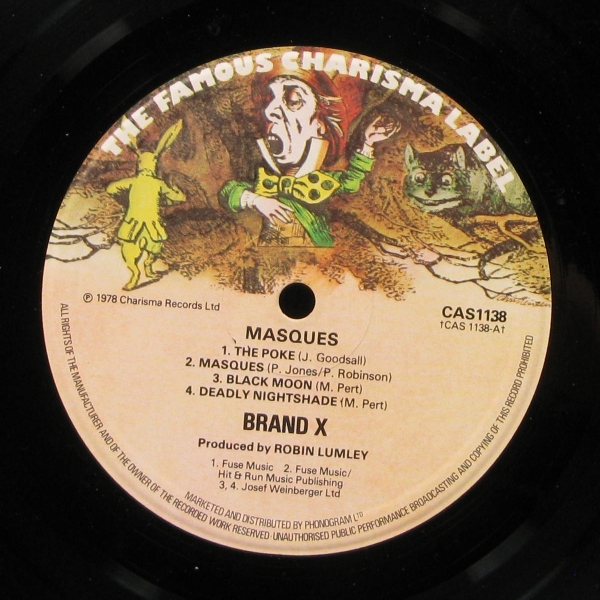 THE FAMOUS CHARISMA LABEL
℗ 1978 Charisma Records Ltd
CAS1138
†CAS 1138-A†
MASQUES
1. THE POKE (J. Goodsall)
2. MASQUES (P. Jones/P. Robinson)
3. BLACK MOON (M. Pert)
4. DEADLY NIGHTSHADE (M. Pert)
BRAND X
Produced by ROBIN LUMLEY
1. Fuse Music 2. Fuse Music/
Hit & Run Music Publishing
3, 4. Josef Weinberger Ltd
MARKETED AND DISTRIBUTED BY PHONOGRAM LTD
ALL RIGHTS OF THE MANUFACTURER AND OF THE OWNER OF THE RECORDED WORK RESERVED · UNAUTHORISED PUBLIC PERFORMANCE BROADCASTING AND COPYING OF THIS RECORD PROHIBITED